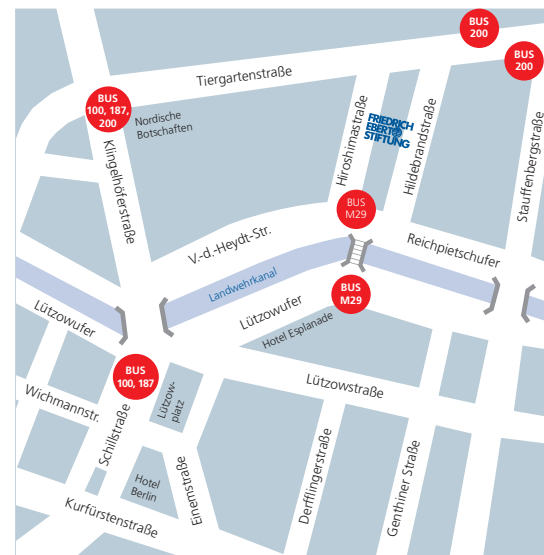 BUS
200
BUS
200
Tiergartenstraße
BUS
100, 187,
200
Nordische
Botschaften
Klingelhöferstraße
Hiroshimastraße
FRIEDRICH
EBERT
STIFTUNG
Hildebrandstraße
Stauffenbergstraße
BUS
M29
V.-d.-Heydt-Str.
Reichpietschufer
Landwehrkanal
BUS
M29
Lützowufer
Lützowufer
Hotel Esplanade
BUS
100, 187
Lützow-
platz
Lützowstraße
Wichmannstr.
Schillstraße
Hotel
Berlin
Einemstraße
Derfflingerstraße
Genthiner Straße
Kurfürstenstraße